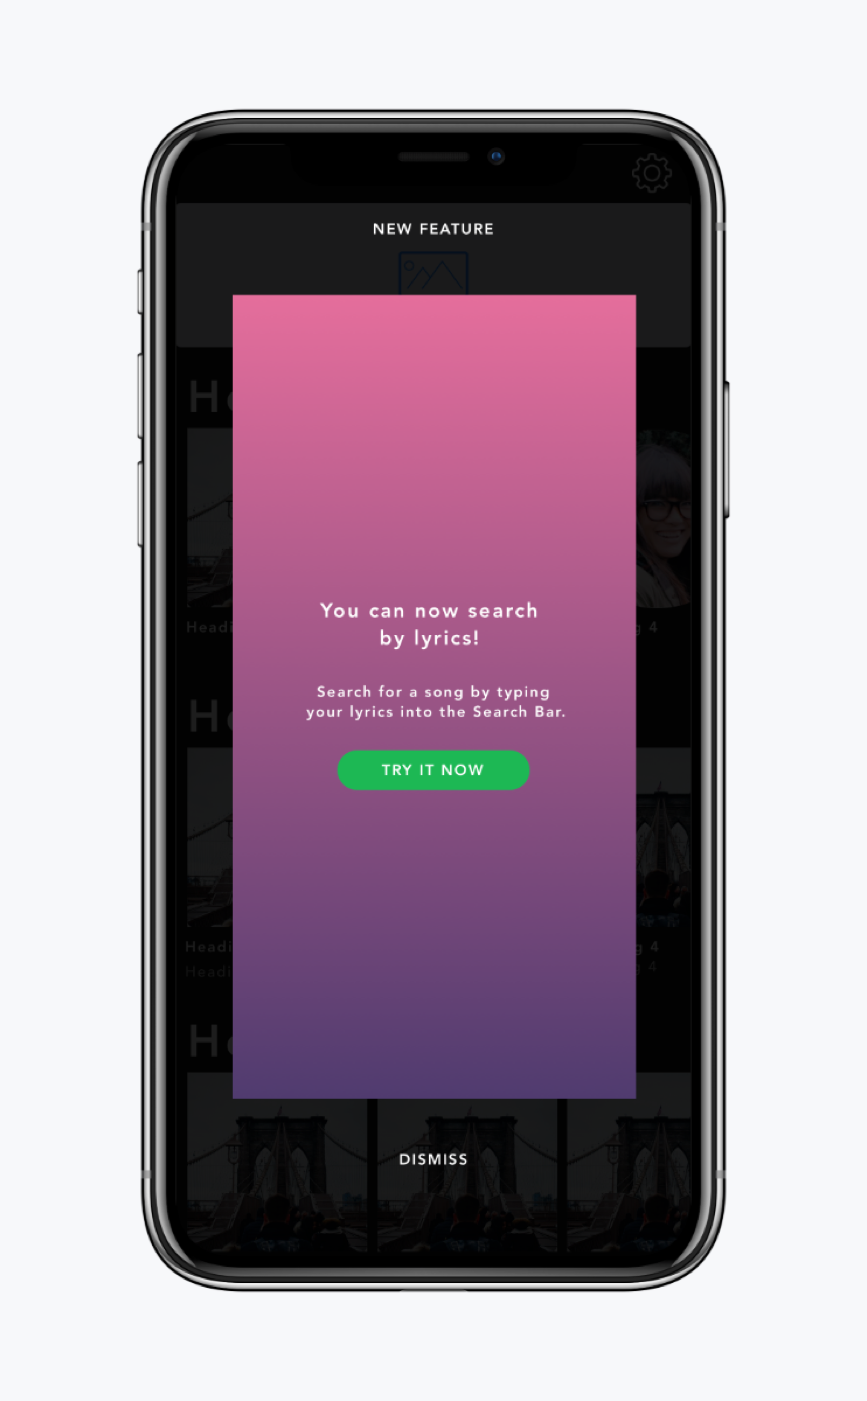 NEW FEATURE
You can now search
by lyrics!
Search for a song by typing
your lyrics into the Search Bar.
TRY IT NOW
DISMISS